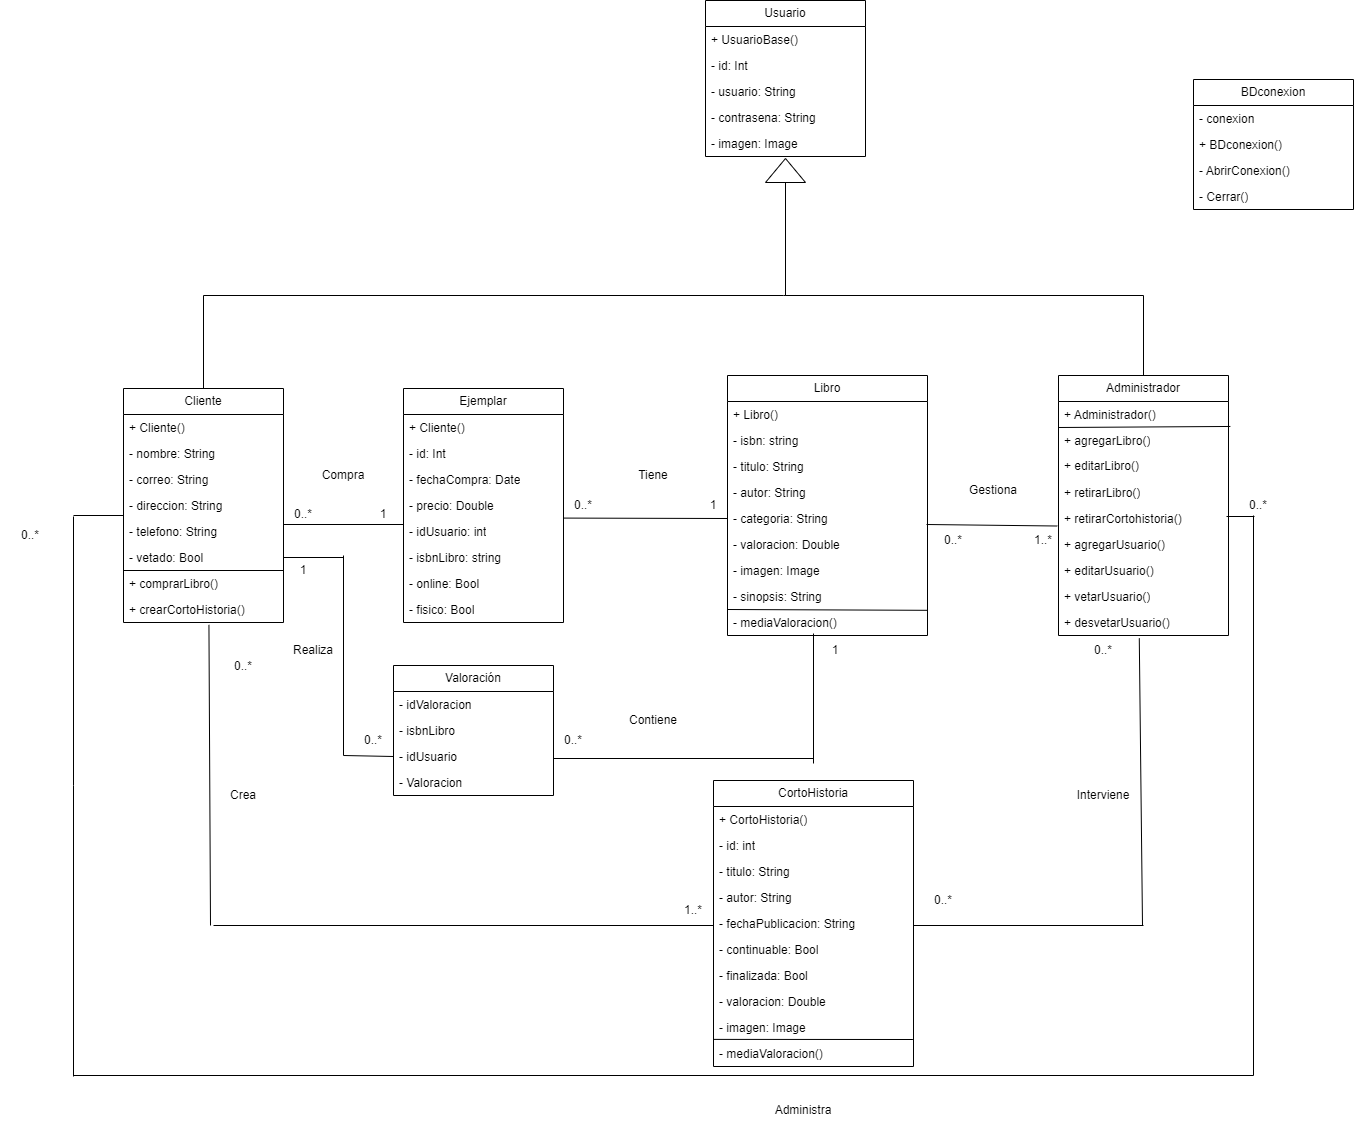 Usuario
+ UsuarioBase()
- id: Int
- usuario: String
- contrasena: String
- imagen: Image
BDconexion
- conexion
+ BDconexion()
- AbrirConexion()
- Cerrar()
Cliente
+ Cliente()
- nombre: String
- correo: String
- direccion: String
- telefono: String
- vetado: Bool
+ comprarLibro()
+ crearCortoHistoria()
Compra
0..*
1
Ejemplar
+ Cliente()
- id: Int
- fechaCompra: Date
- precio: Double
- idUsuario: int
- isbnLibro: string
- online: Bool
- fisico: Bool
Tiene
0..*
1
Libro
+ Libro()
- isbn: string
- titulo: String
- autor: String
- categoria: String
- valoracion: Double
- imagen: Image
- sinopsis: String
- mediaValoracion()
Gestiona
0..*
1..*
Administrador
+ Administrador()
+ agregarLibro()
+ editarLibro()
+ retirarLibro()
+ retirarCortohistoria()
+ agregarUsuario()
+ editarUsuario()
+ vetarUsuario()
+ desvetarUsuario()
0..*
0..*
1
Realiza
0..*
0..*
Valoración
- idValoracion
- isbnLibro
- idUsuario
- Valoracion
Contiene
0..*
1
0..*
Crea
1..*
CortoHistoria
+ CortoHistoria()
- id: int
- titulo: String
- autor: String
- fechaPublicacion: String
- continuable: Bool
- finalizada: Bool
- valoracion: Double
- imagen: Image
- mediaValoracion()
Interviene
0..*
Administra